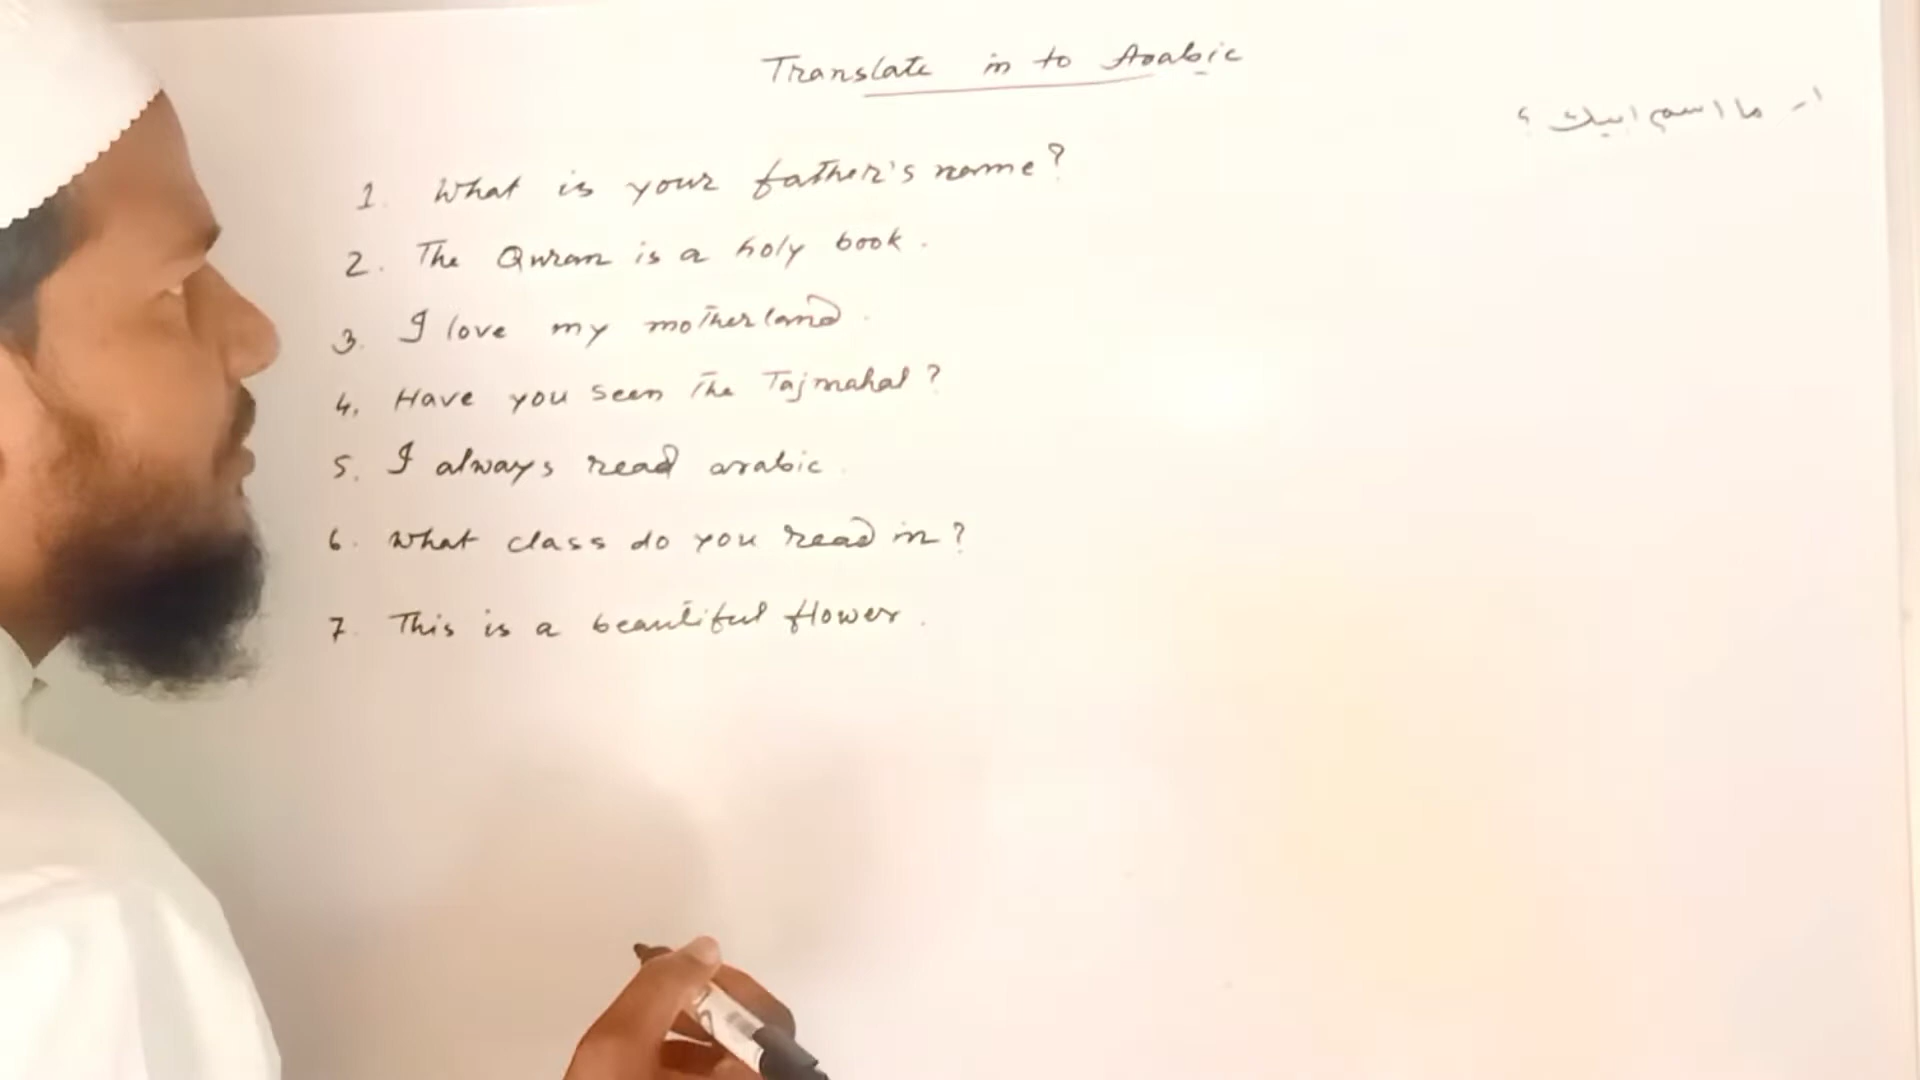 Translate in to Arabic
١- ما اسم ابيك ؟
1. What is your father's name?
2. The Quran is a holy book.
3. I love my motherland.
4. Have you seen the Tajmahal?
5. I always read arabic.
6. What class do you read in?
7. This is a beautiful flower.